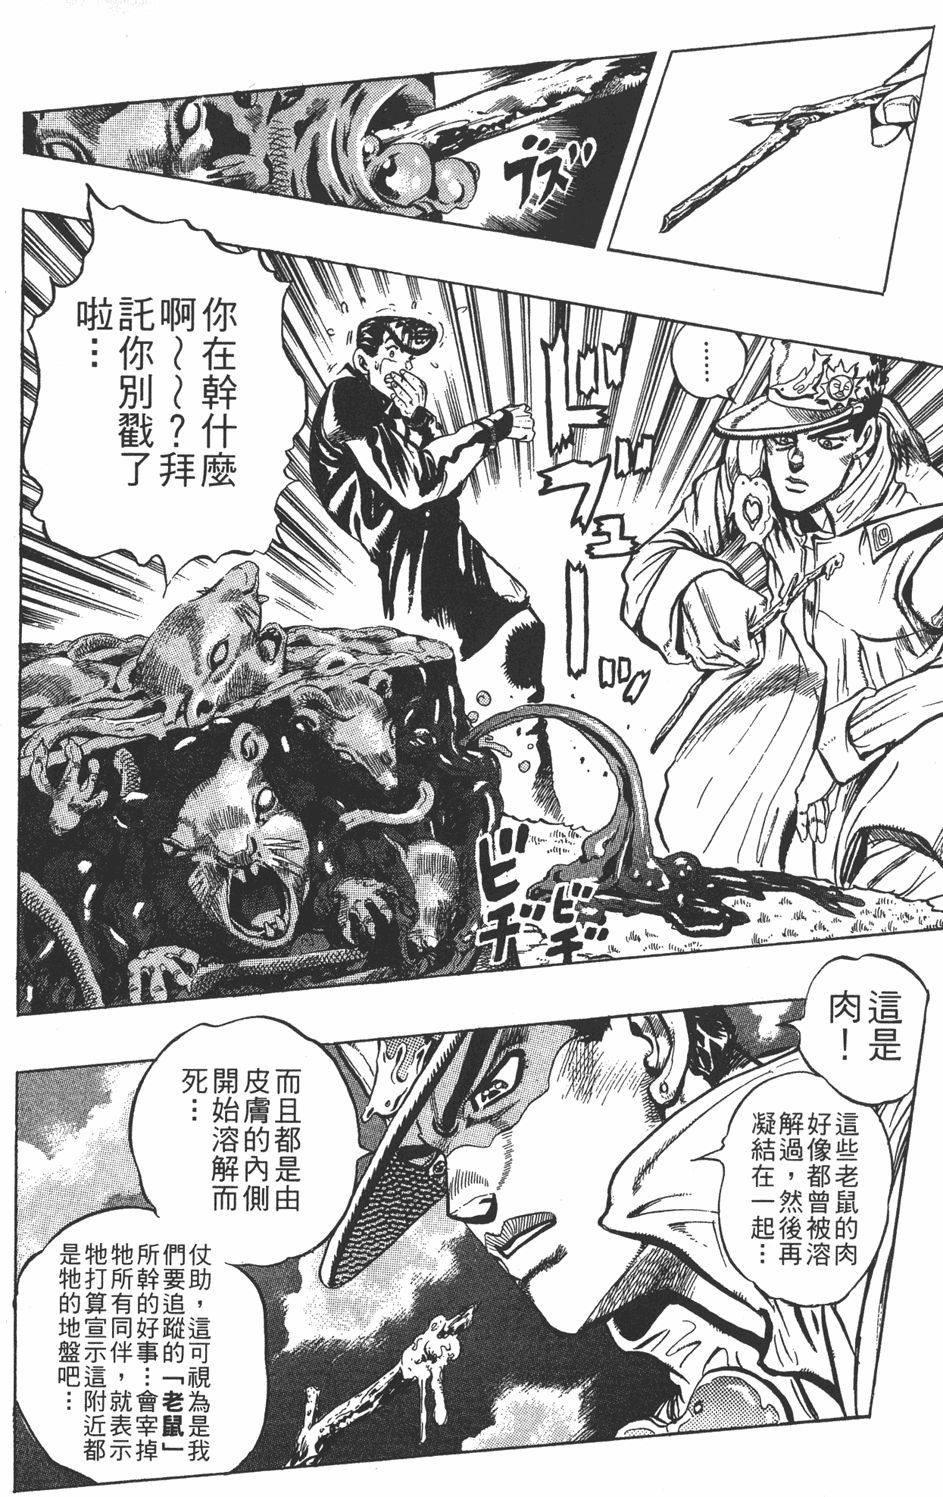 ブズ゛
……
ドブヂュ
你在幹什麼
啊～～～？拜
託你別戳了
啦…
ビチ
ビチ
這是
肉！
這些老鼠的肉
好像都曾被溶
解過，然後再
凝結在一起…
而且都是由
皮膚的內側
開始溶解而
死…
仗助，這可視為是我
們要追蹤的「老鼠」
所幹的好事…會宰掉
牠所有同伴，就表示
牠打算宣示這附近都
是牠的地盤吧…